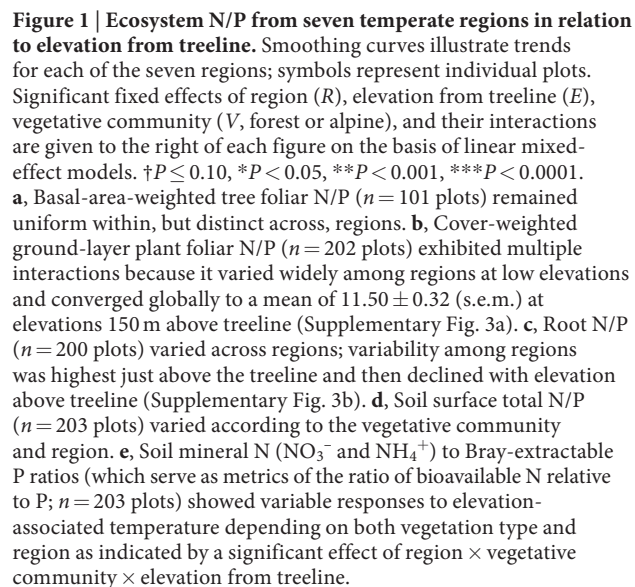 Figure 1 | Ecosystem N/P from seven temperate regions in relation
to elevation from treeline. Smoothing curves illustrate trends
for each of the seven regions; symbols represent individual plots.
Significant fixed effects of region (R), elevation from treeline (E),
vegetative community (V, forest or alpine), and their interactions
are given to the right of each figure on the basis of linear mixed-
effect models. †P ≤ 0.10, *P < 0.05, **P < 0.001, ***P < 0.0001.
a, Basal-area-weighted tree foliar N/P (n = 101 plots) remained
uniform within, but distinct across, regions. b, Cover-weighted
ground-layer plant foliar N/P (n = 202 plots) exhibited multiple
interactions because it varied widely among regions at low elevations
and converged globally to a mean of 11.50 ± 0.32 (s.e.m.) at
elevations 150 m above treeline (Supplementary Fig. 3a). c, Root N/P
(n = 200 plots) varied across regions; variability among regions
was highest just above the treeline and then declined with elevation
above treeline (Supplementary Fig. 3b). d, Soil surface total N/P
(n = 203 plots) varied according to the vegetative community
and region. e, Soil mineral N (NO₃⁻ and NH₄⁺) to Bray-extractable
P ratios (which serve as metrics of the ratio of bioavailable N relative
to P; n = 203 plots) showed variable responses to elevation-
associated temperature depending on both vegetation type and
region as indicated by a significant effect of region × vegetative
community × elevation from treeline.